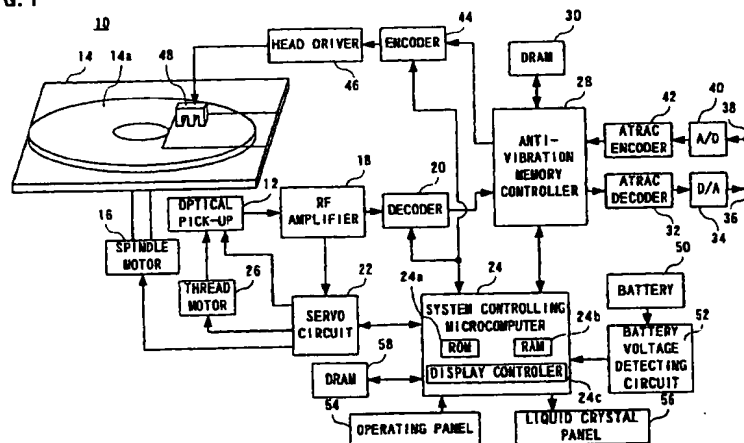 10
14
14a
48
HEAD DRIVER
46
ENCODER
44
30
DRAM
28
ANTI-
VIBRATION
MEMORY
CONTROLLER
42
ATRAC
ENCODER
40
A/D
38
ATRAC
DECODER
32
D/A
34
36
OPTICAL
PICK-UP
12
18
RF
AMPLIFIER
20
DECODER
16
SPINDLE
MOTOR
26
THREAD
MOTOR
22
SERVO
CIRCUIT
24a
24
SYSTEM CONTROLLING
MICROCOMPUTER
24b
ROM
RAM
DISPLAY CONTROLER
24c
50
BATTERY
52
BATTERY
VOLTAGE
DETECTING
CIRCUIT
58
DRAM
54
OPERATING PANEL
LIQUID CRYSTAL
PANEL
56